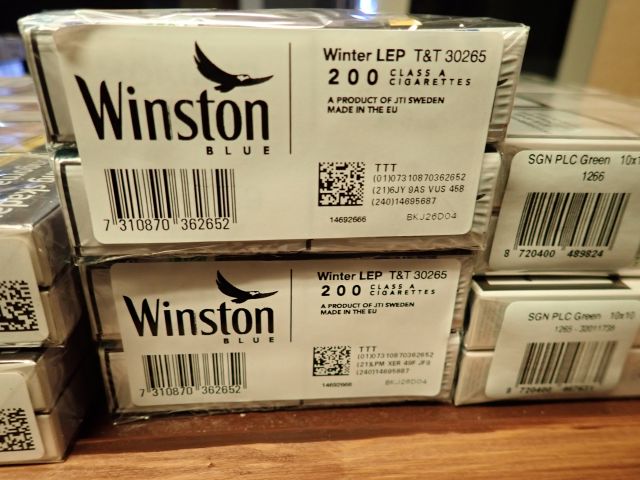 Winston
BLUE
Winter LEP T&T 30265
200 CLASS A CIGARETTES
A PRODUCT OF JTI SWEDEN
MADE IN THE EU
TTT
(01)07310870362652
(21)6JY 9AS VUS 458
(240)14695687
14692666
BKJ26D04
7 310870 362652
Winston
BLUE
Winter LEP T&T 30265
200 CLASS A CIGARETTES
A PRODUCT OF JTI SWEDEN
MADE IN THE EU
TTT
(01)07310870362652
(240)14695687
14692666
BKJ26D04
7 310870 362652
SGN PLC Green
1266
8 720400 489824
SGN PLC Green 10x10
8 720400